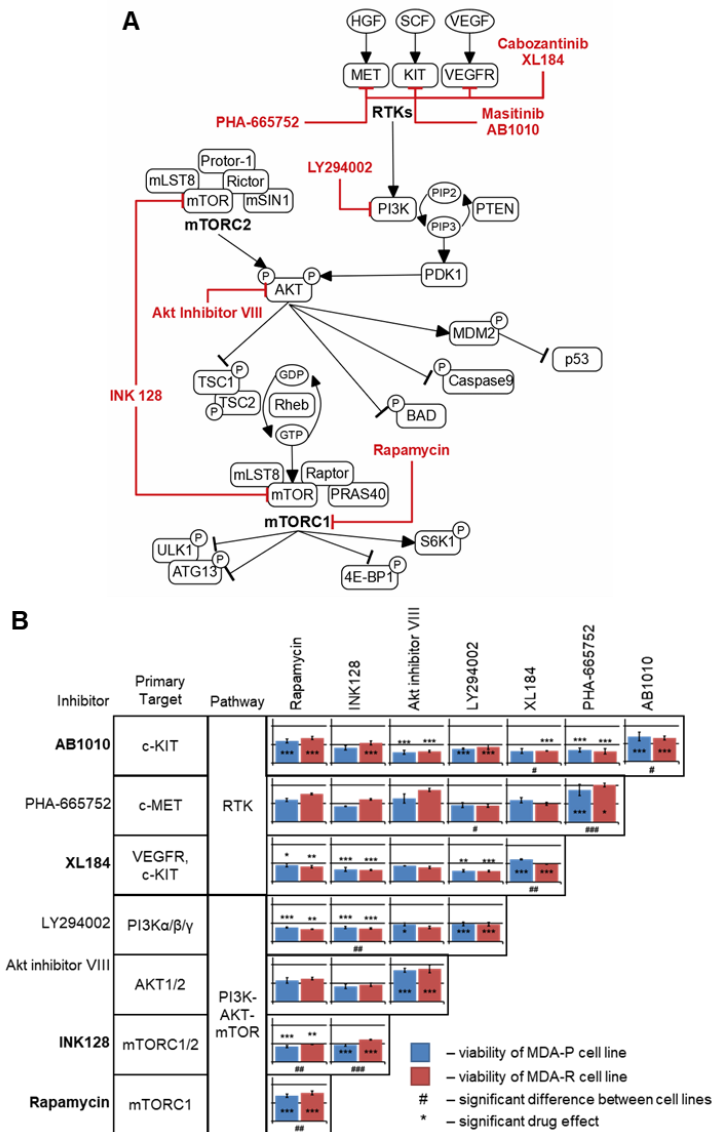 A
HGF SCF VEGF
Cabozantinib
XL184
MET KIT VEGFR
RTKs
PHA-665752
Masitinib
AB1010
Protor-1
mLST8 Rictor
mTOR mSIN1
mTORC2
LY294002
PIP2
PI3K PTEN
PIP3
P P
AKT
PDK1
Akt Inhibitor VIII
P
MDM2
p53
P
TSC1
TSC2
P
GDP
Rheb
GTP
P
Caspase9
P
BAD
INK 128
Rapamycin
mLST8 Raptor
mTOR PRAS40
mTORC1
P
ULK1
P
ATG13
P
4E-BP1
P
S6K1
B
Inhibitor
Primary
Target
Pathway
Rapamycin
INK128
Akt inhibitor VIII
LY294002
XL184
PHA-665752
AB1010
AB1010 c-KIT
*** *** *** *** *** *** *** *** *** *** *** ***
# #
PHA-665752 c-MET RTK
*** *
# ###
XL184 VEGFR,
c-KIT
* ** *** *** ** *** *** ***
##
LY294002 PI3Kα/β/γ
*** ** *** *** * *** ***
##
Akt inhibitor VIII AKT1/2
*** ***
PI3K-
AKT-
mTOR
INK128 mTORC1/2
*** ** *** ***
## ###
Rapamycin mTORC1
*** ***
##
– viability of MDA-P cell line
– viability of MDA-R cell line
# – significant difference between cell lines
* – significant drug effect